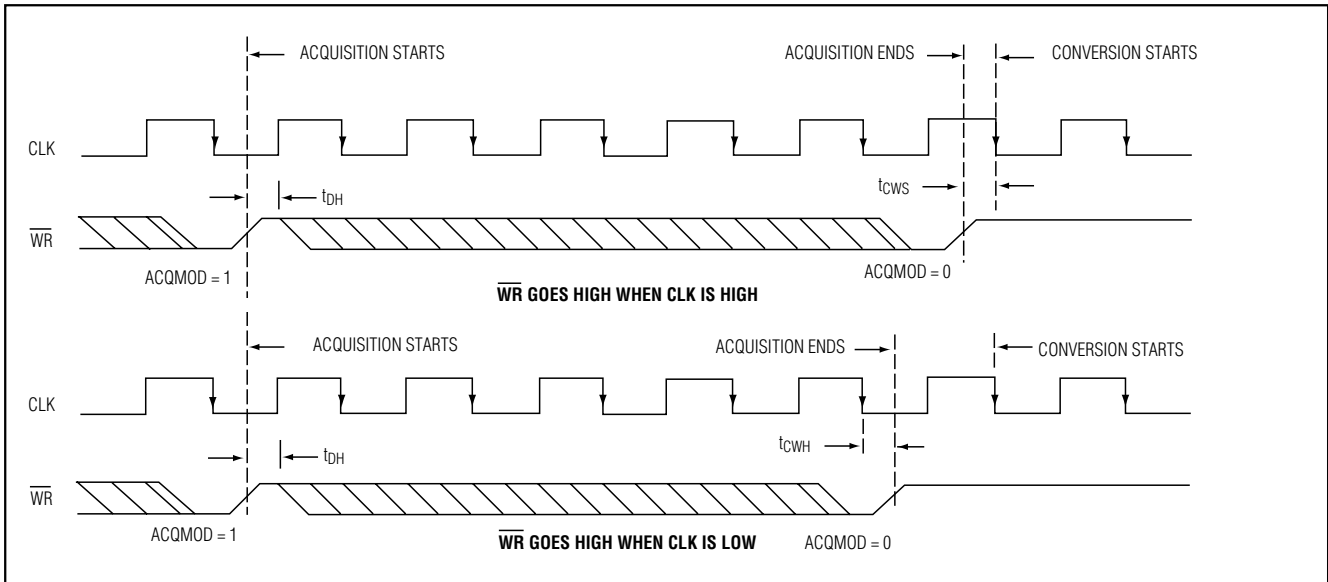 ACQUISITION STARTS
ACQUISITION ENDS
CONVERSION STARTS
CLK
tDH
tCWS
WR
ACQMOD = 1
ACQMOD = 0
WR GOES HIGH WHEN CLK IS HIGH
ACQUISITION STARTS
ACQUISITION ENDS
CONVERSION STARTS
CLK
tDH
tCWH
WR
ACQMOD = 1
WR GOES HIGH WHEN CLK IS LOW
ACQMOD = 0